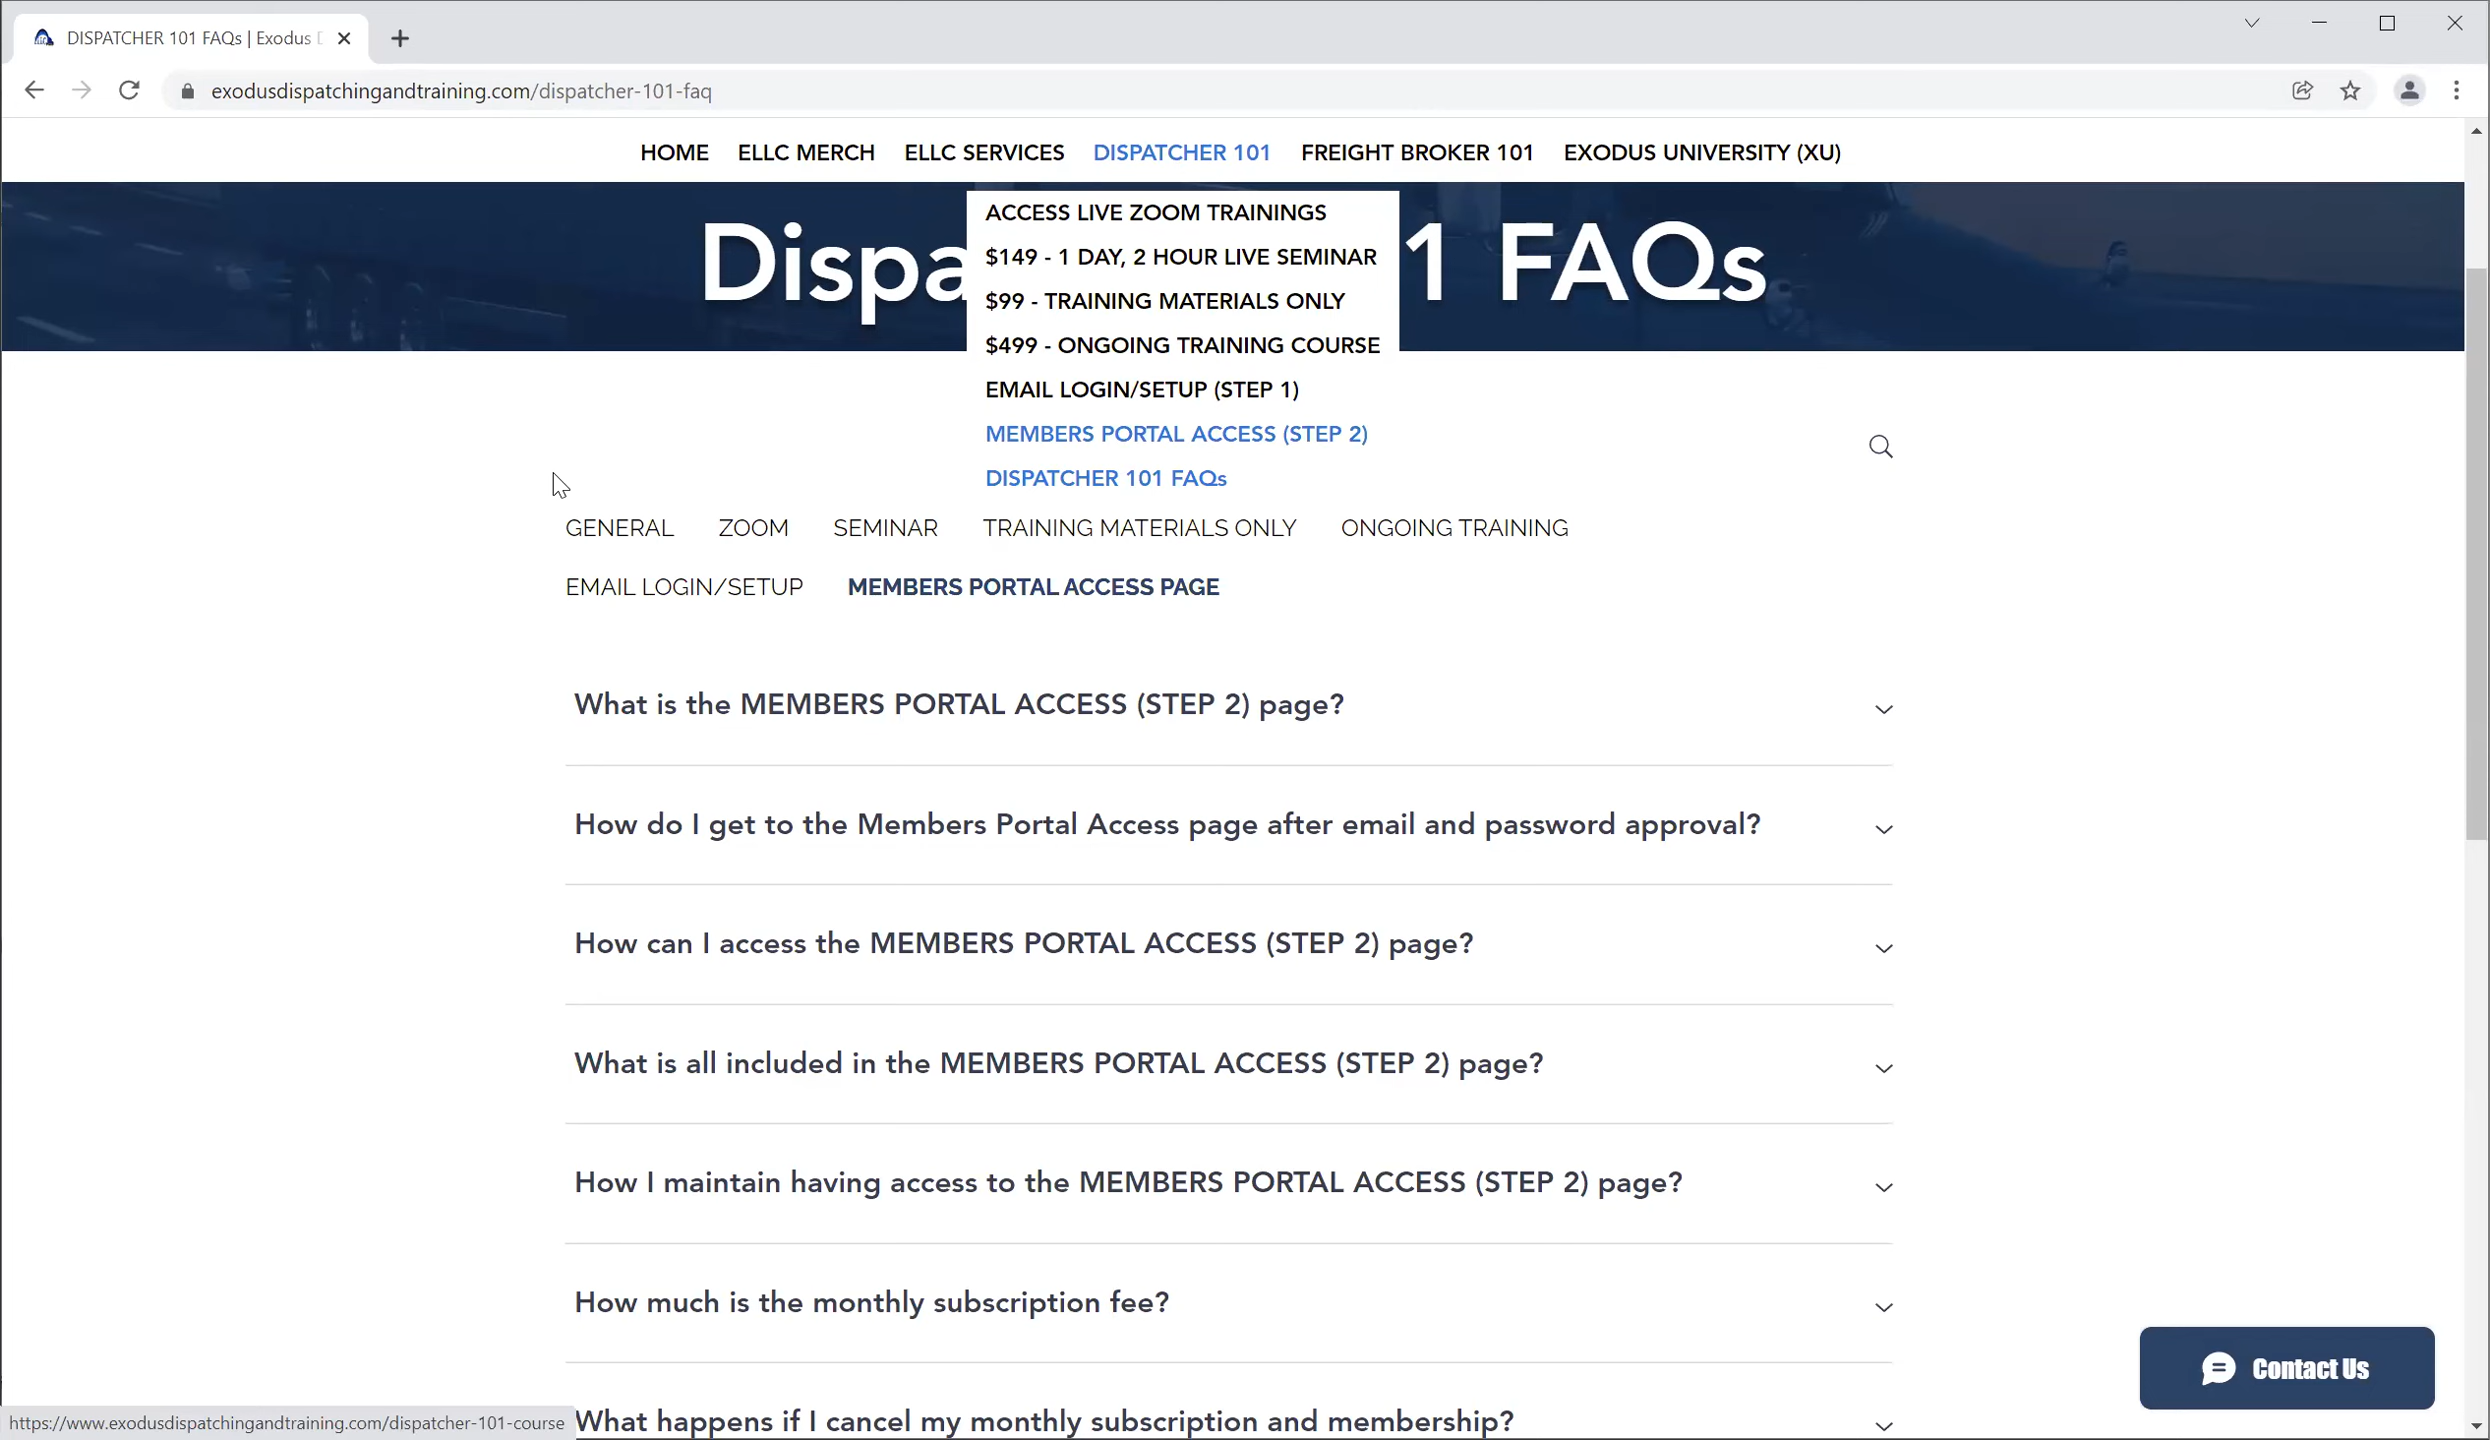 DISPATCHER 101 FAQs | Exodus D
exodusdispatchingandtraining.com/dispatcher-101-faq
HOME ELLC MERCH ELLC SERVICES DISPATCHER 101 FREIGHT BROKER 101 EXODUS UNIVERSITY (XU)
Dispa 1 FAQs
ACCESS LIVE ZOOM TRAININGS
$149 - 1 DAY, 2 HOUR LIVE SEMINAR
$99 - TRAINING MATERIALS ONLY
$499 - ONGOING TRAINING COURSE
EMAIL LOGIN/SETUP (STEP 1)
MEMBERS PORTAL ACCESS (STEP 2)
DISPATCHER 101 FAQs
GENERAL ZOOM SEMINAR TRAINING MATERIALS ONLY ONGOING TRAINING
EMAIL LOGIN/SETUP MEMBERS PORTAL ACCESS PAGE
What is the MEMBERS PORTAL ACCESS (STEP 2) page?
How do I get to the Members Portal Access page after email and password approval?
How can I access the MEMBERS PORTAL ACCESS (STEP 2) page?
What is all included in the MEMBERS PORTAL ACCESS (STEP 2) page?
How I maintain having access to the MEMBERS PORTAL ACCESS (STEP 2) page?
How much is the monthly subscription fee?
Contact Us
What happens if I cancel my monthly subscription and membership?
https://www.exodusdispatchingandtraining.com/dispatcher-101-course